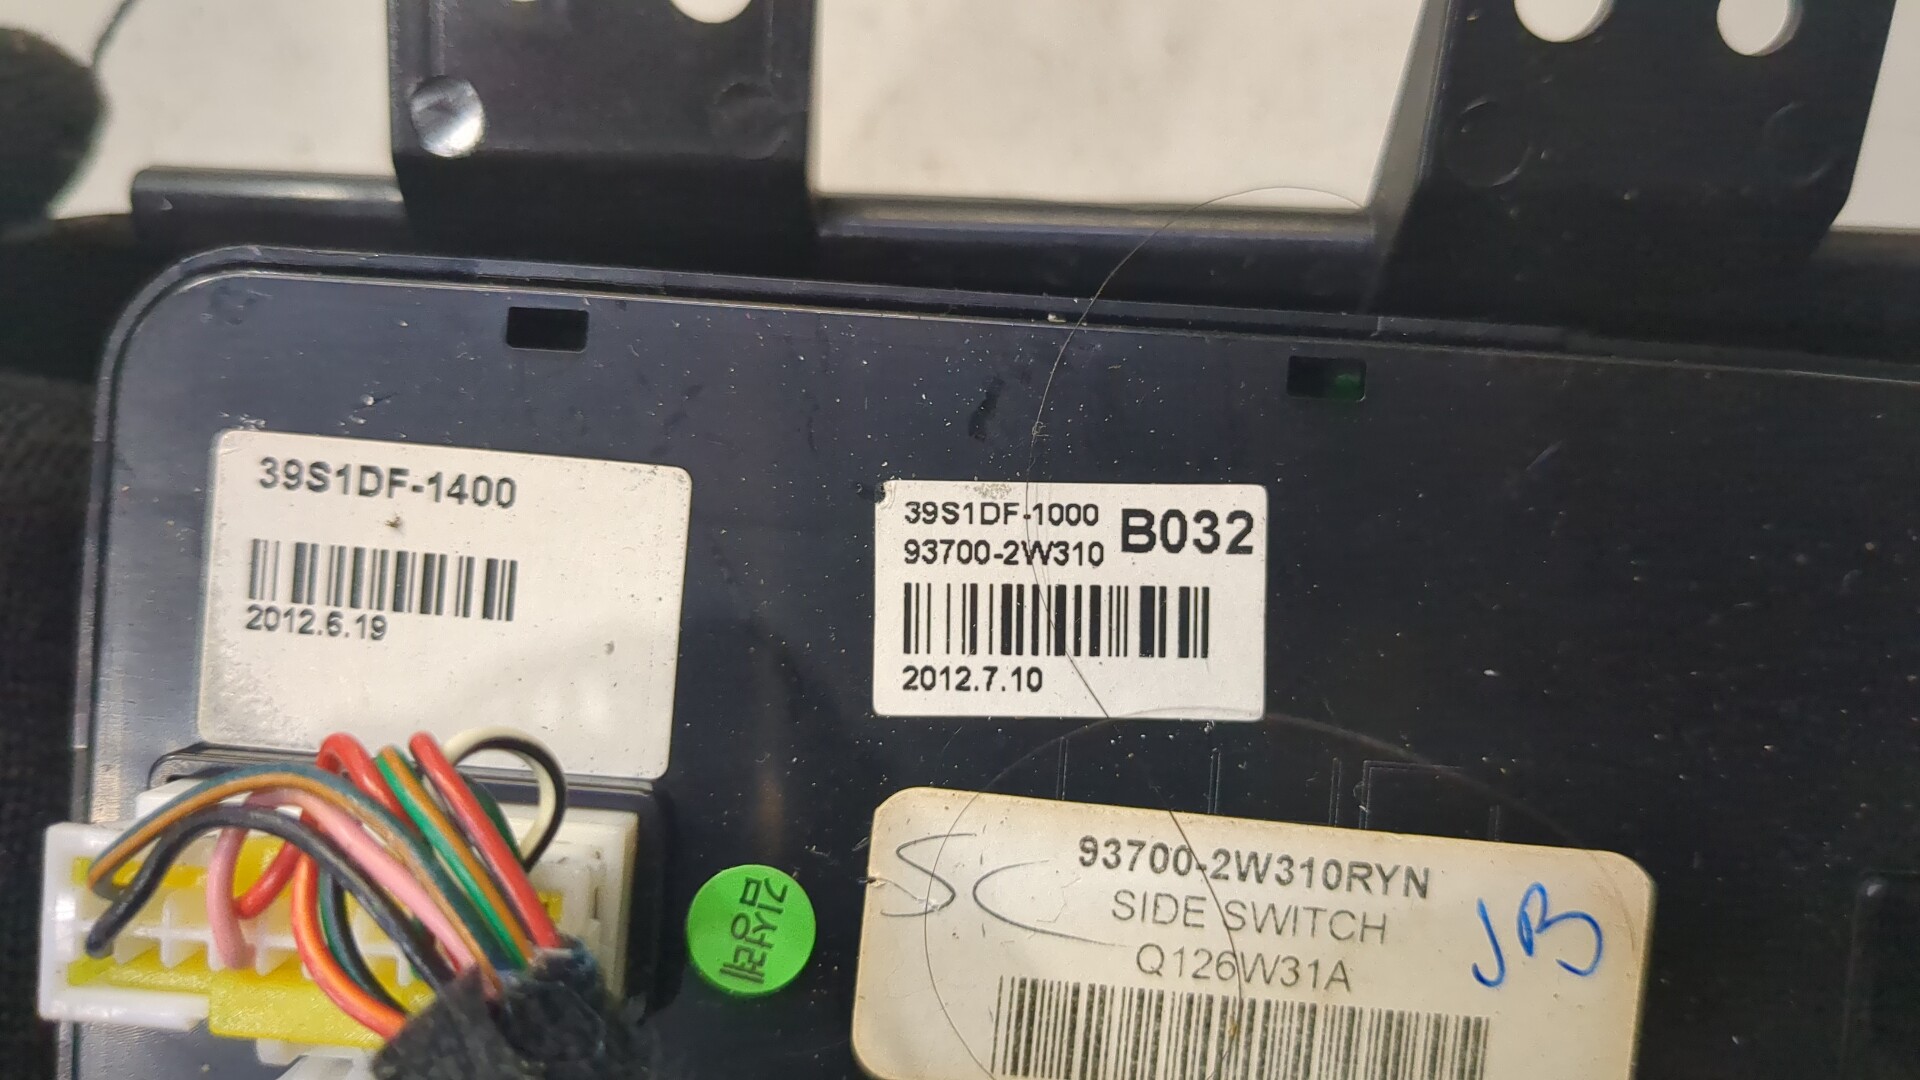 39S1DF-1400
2012.6.19
39S1DF-1000
93700-2W310
B032
2012.7.10
93700-2W310RYN
SIDE SWITCH
Q126W31A
SC
JB